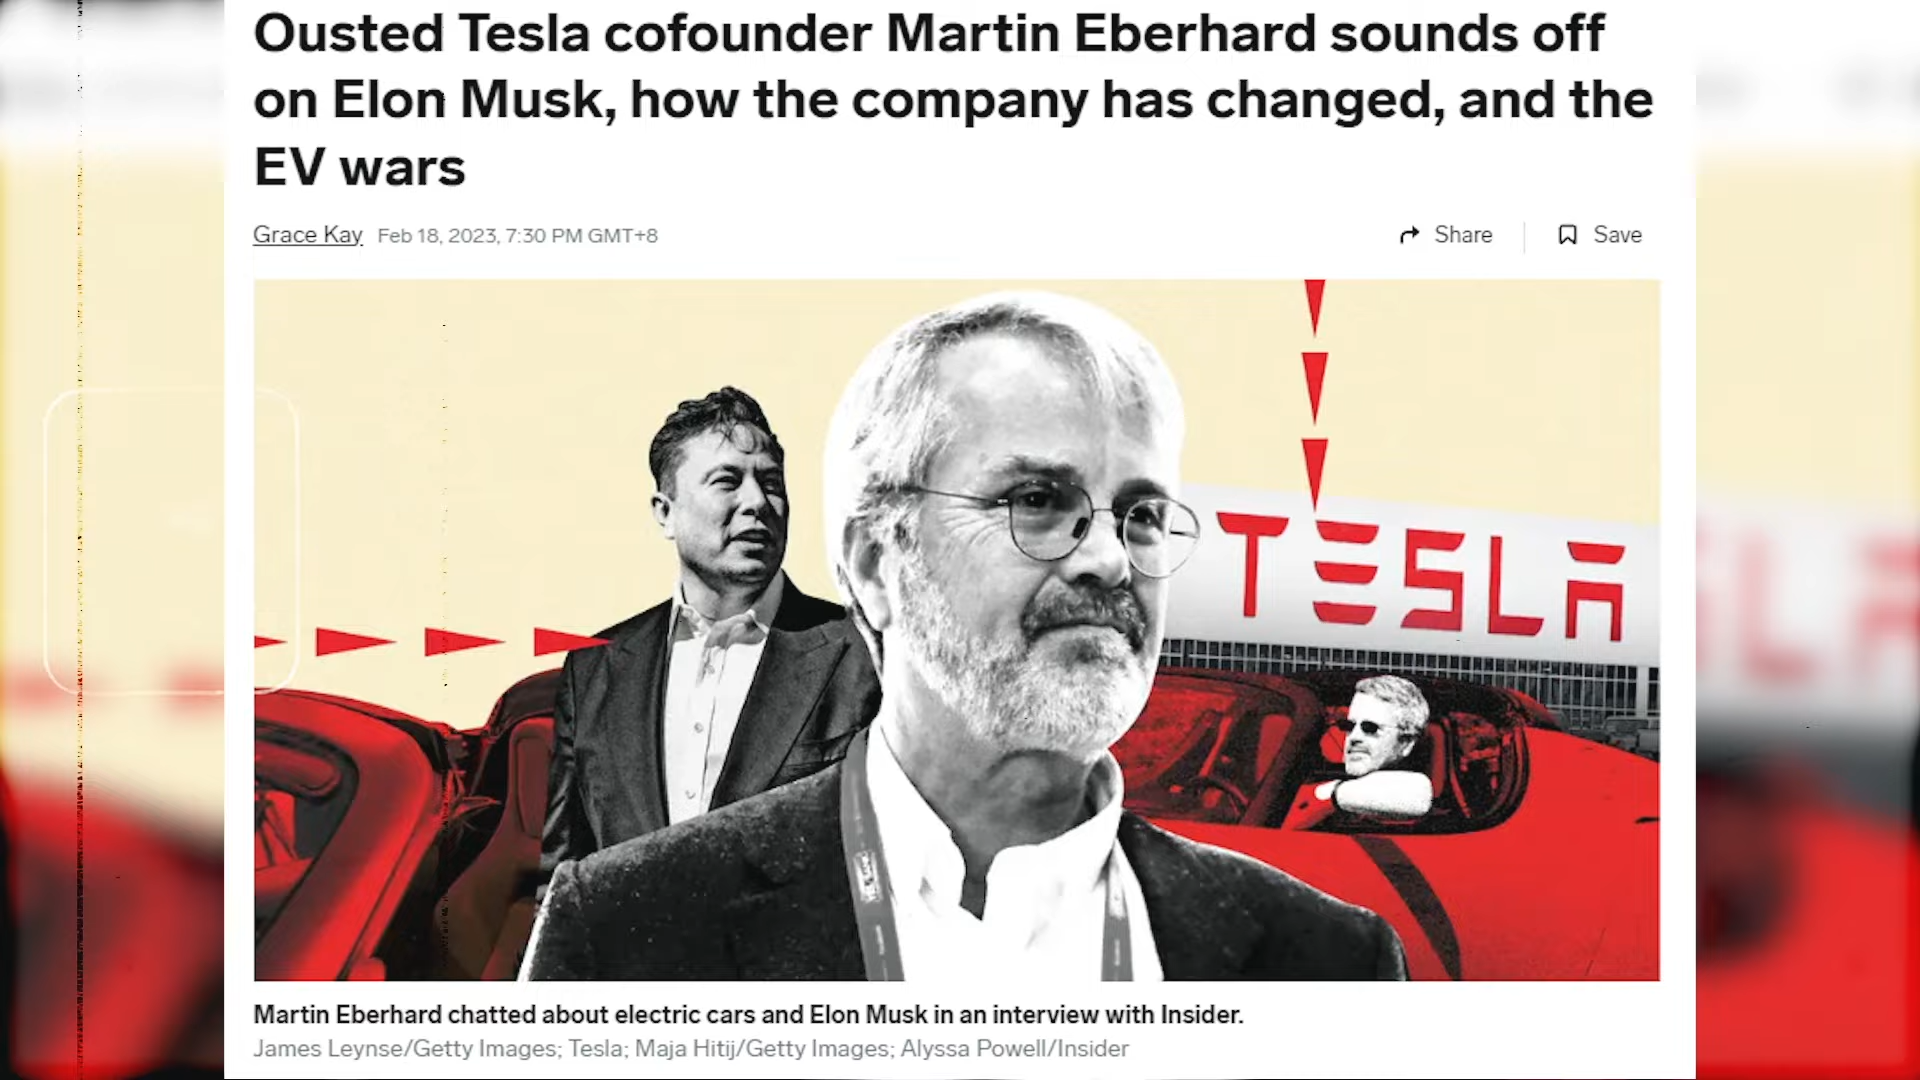 Ousted Tesla cofounder Martin Eberhard sounds off
on Elon Musk, how the company has changed, and the
EV wars
Grace Kay Feb 18, 2023, 7:30 PM GMT+8
Share
Save
TESLA
Martin Eberhard chatted about electric cars and Elon Musk in an interview with Insider.
James Leynse/Getty Images; Tesla; Maja Hitij/Getty Images; Alyssa Powell/Insider